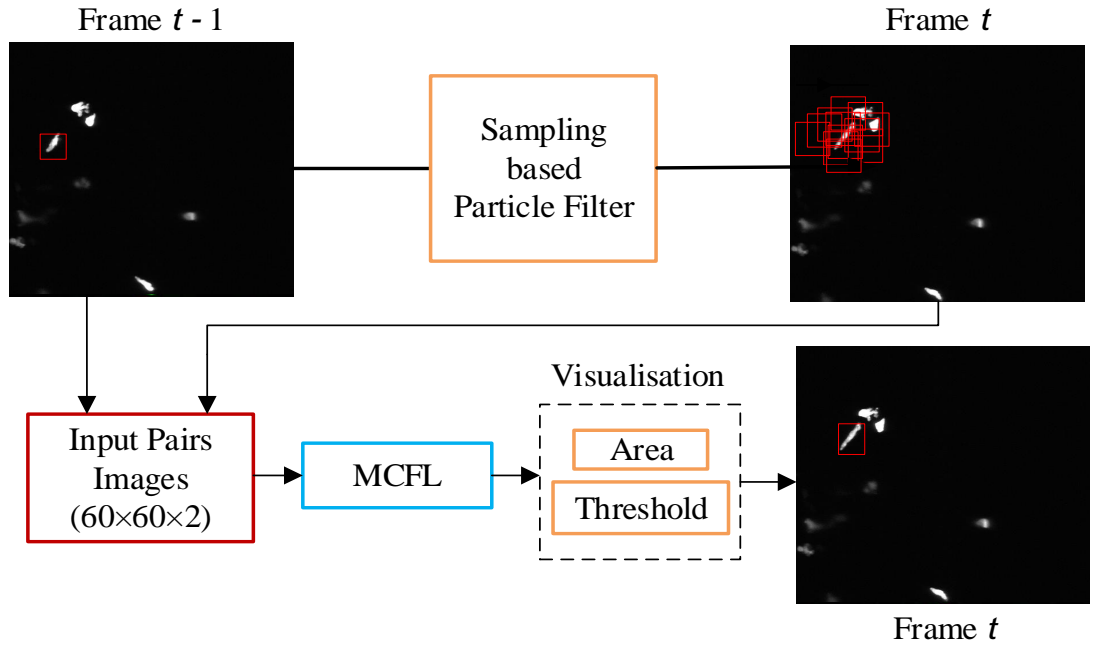 Frame t - 1
Frame t
Sampling
based
Particle Filter
Visualisation
Input Pairs
Images
(60×60×2)
MCFL
Area
Threshold
Frame t